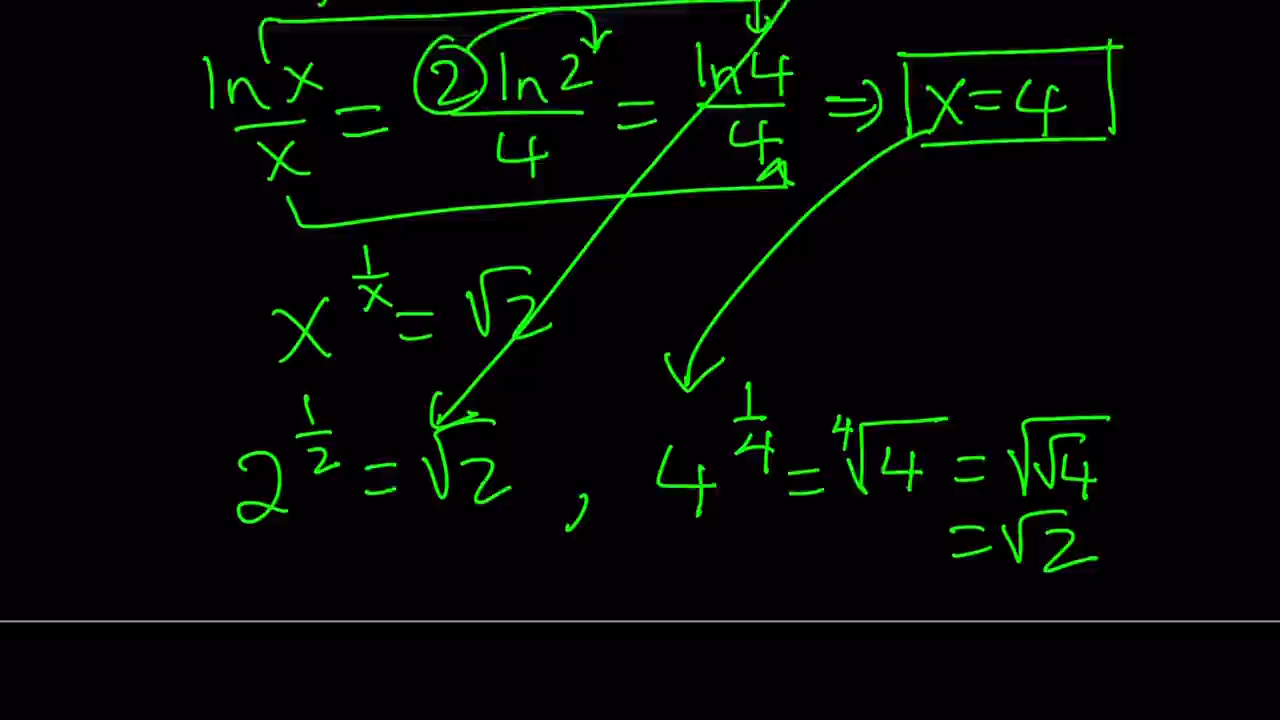 ln x / x = 2 ln 2 / 4 = ln 4 / 4 ⇒ x = 4
x^(1/x) = √2
2^(1/2) = √2 , 4^(1/4) = ⁴√4 = √√4
= √2